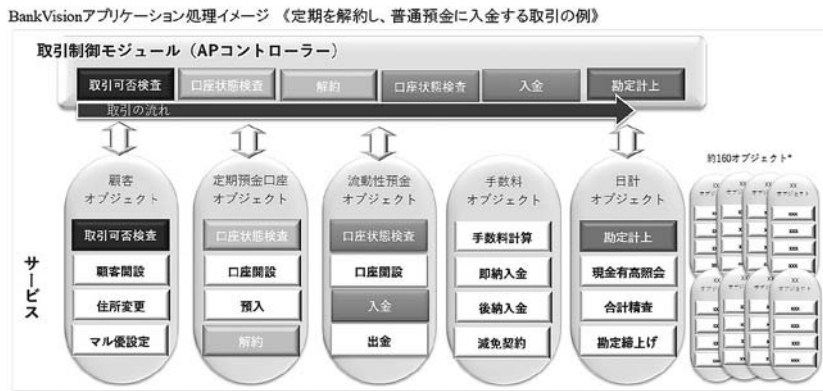 BankVisionアプリケーション処理イメージ 《定期を解約し、普通預金に入金する取引の例》
取引制御モジュール（APコントローラー）
取引可否検査 口座状態検査 解約 口座状態検査 入金 勘定計上
取引の流れ
約160オブジェクト*
顧客
オブジェクト
取引可否検査
顧客開設
住所変更
マル優設定
定期預金口座
オブジェクト
口座状態検査
口座開設
預入
解約
流動性預金
オブジェクト
口座状態検査
口座開設
入金
出金
手数料
オブジェクト
手数料計算
即納入金
後納入金
減免契約
日計
オブジェクト
勘定計上
現金有高照会
合計精査
勘定締上げ
サービス